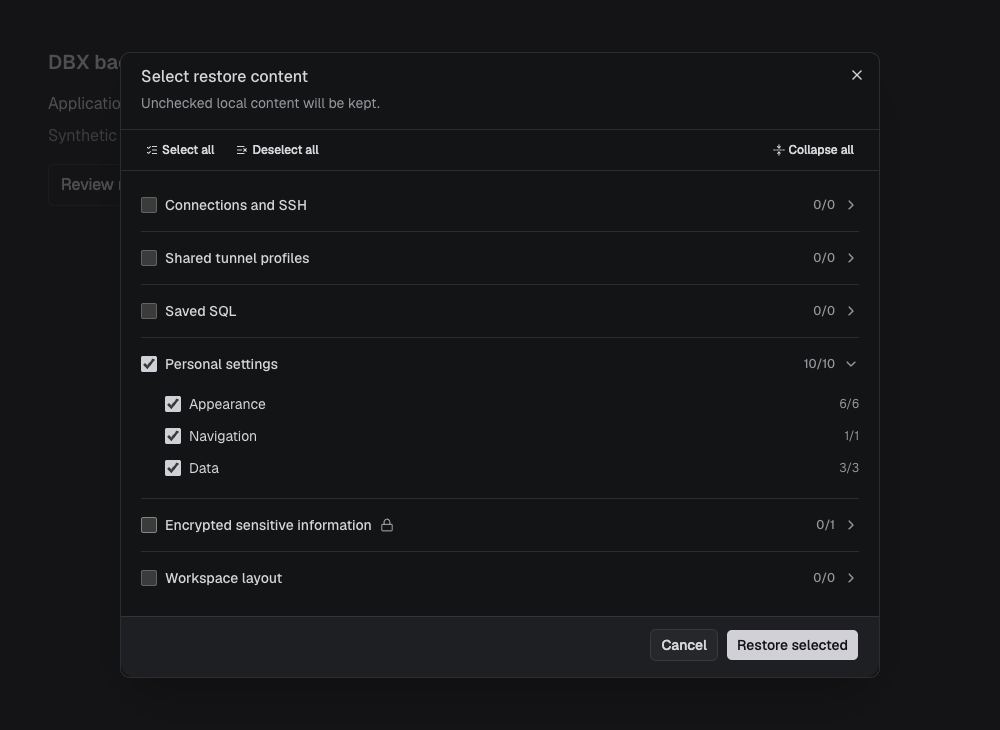 DBX ba
Select restore content
Unchecked local content will be kept.
Applicatio
Synthetic
Select all
Deselect all
Collapse all
Review
Connections and SSH 0/0
Shared tunnel profiles 0/0
Saved SQL 0/0
Personal settings 10/10
Appearance 6/6
Navigation 1/1
Data 3/3
Encrypted sensitive information 0/1
Workspace layout 0/0
Cancel
Restore selected